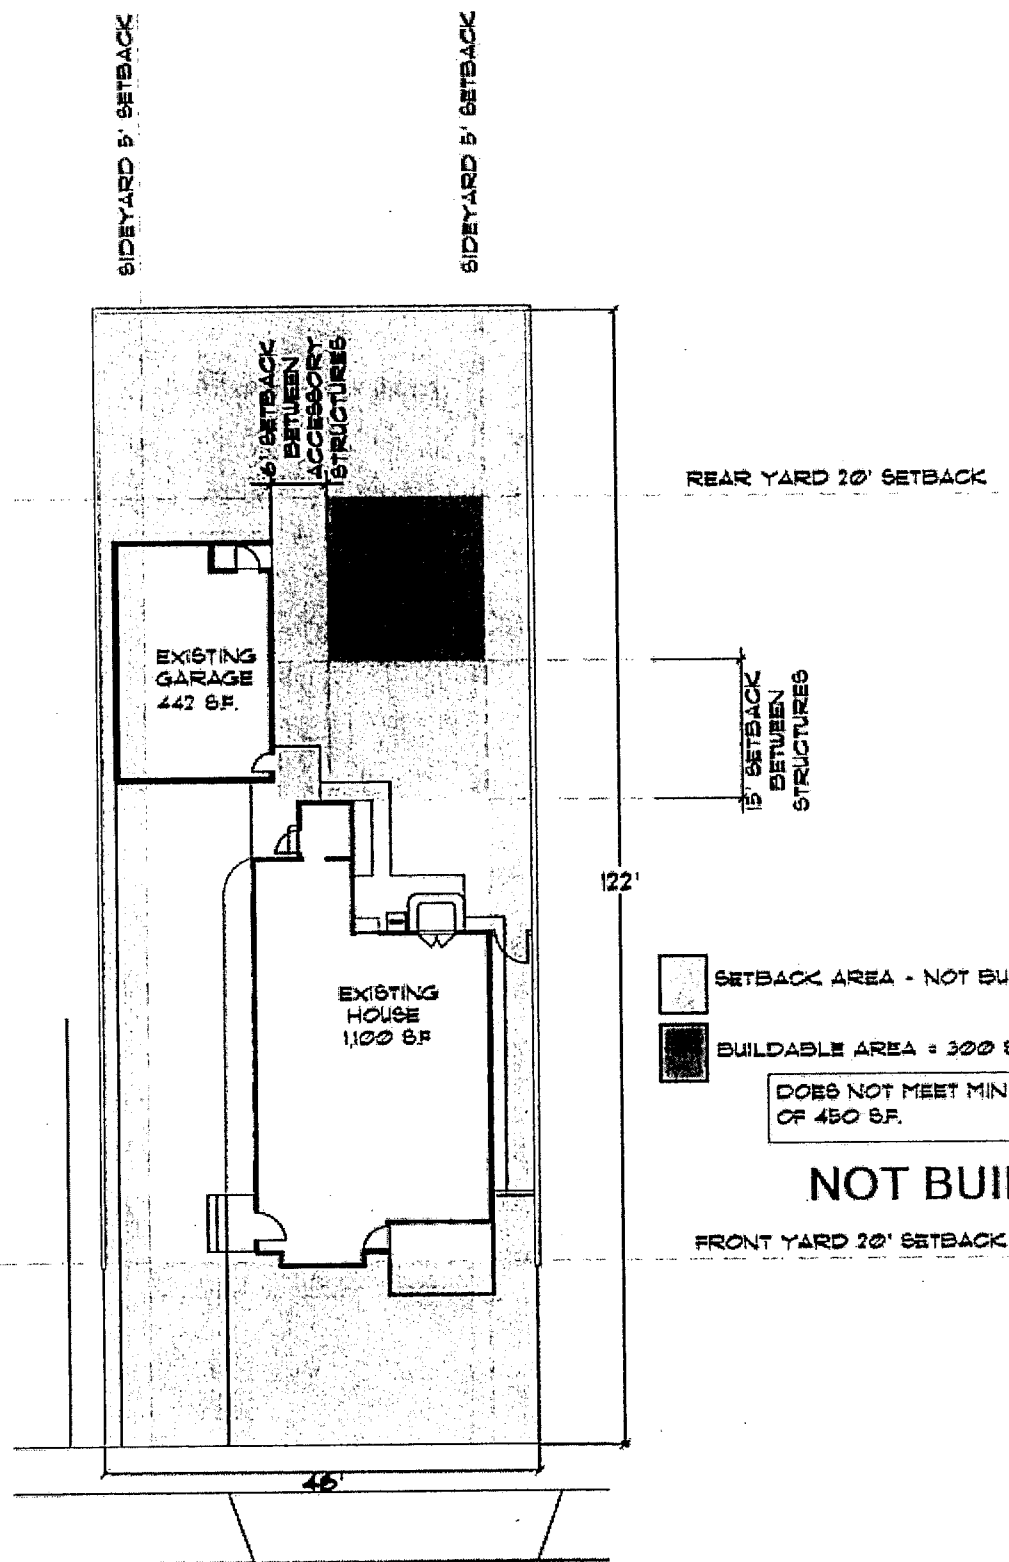 SIDEYARD 5' SETBACK
SIDEYARD 5' SETBACK
6' SETBACK
BETWEEN
ACCESSORY
STRUCTURES
REAR YARD 20' SETBACK
EXISTING
GARAGE
442 S.F.
15' SETBACK
BETWEEN
STRUCTURES
122'
EXISTING
HOUSE
1,100 S.F
SETBACK AREA - NOT BU
BUILDABLE AREA = 300 S
DOES NOT MEET MIN
OF 450 S.F.
NOT BUI
FRONT YARD 20' SETBACK